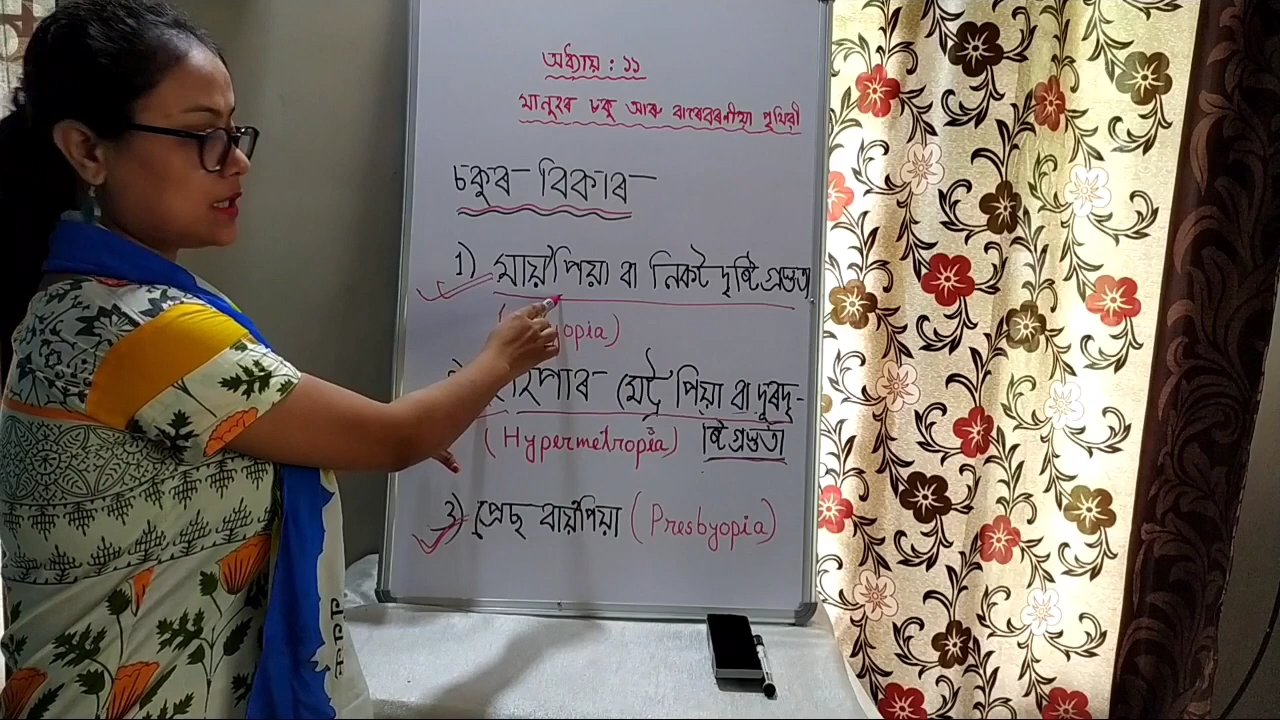 অধ্যায় : ১১
মানুহৰ চকু আৰু বাৰেবৰণীয়া পৃথিৱী
চকুৰ বিকাৰ
1) মায়'পিয়া বা নিকট দৃষ্টিগ্ৰস্ততা
opia)
হাইপাৰ মেট্ৰ'পিয়া বা দূৰদৃ-
(Hypermetropia) ষ্টিগ্ৰস্ততা
3) প্ৰেছ বায়'পিয়া (Presbyopia)